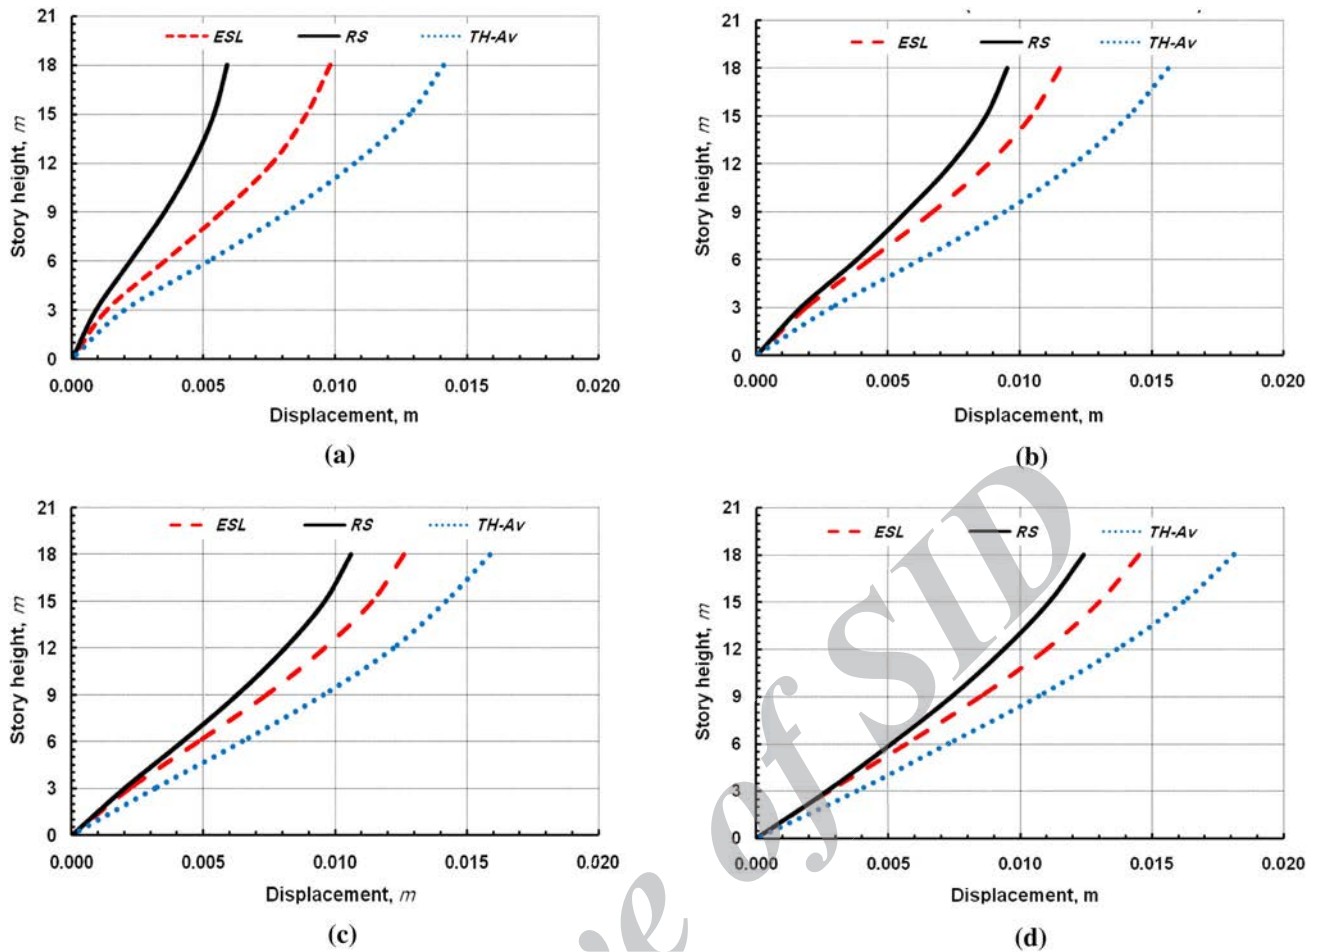 21
18
15
12
9
6
3
0
ESL RS TH-Av
Story height, m
0.000 0.005 0.010 0.015 0.020
Displacement, m
(a)
21
18
15
12
9
6
3
0
ESL RS TH-Av
Story height, m
0.000 0.005 0.010 0.015 0.020
Displacement, m
(b)
21
18
15
12
9
6
3
0
ESL RS TH-Av
Story height, m
0.000 0.005 0.010 0.015 0.020
Displacement, m
(c)
21
18
15
12
9
6
3
0
ESL RS TH-Av
Story height, m
0.000 0.005 0.010 0.015 0.020
Displacement, m
(d)
of SID